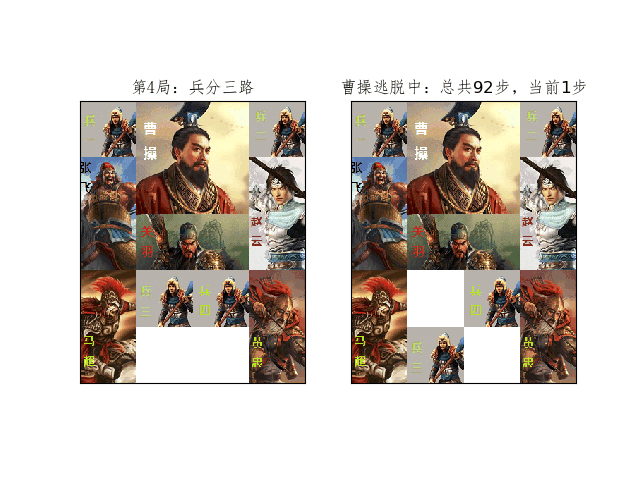 第4局：兵分三路
曹操逃脱中：总共92步，当前1步
兵一
曹操
兵二
张飞
关羽
赵云
马超
兵三
兵四
黄忠
兵一
曹操
兵二
张飞
关羽
赵云
马超
兵四
兵三
黄忠